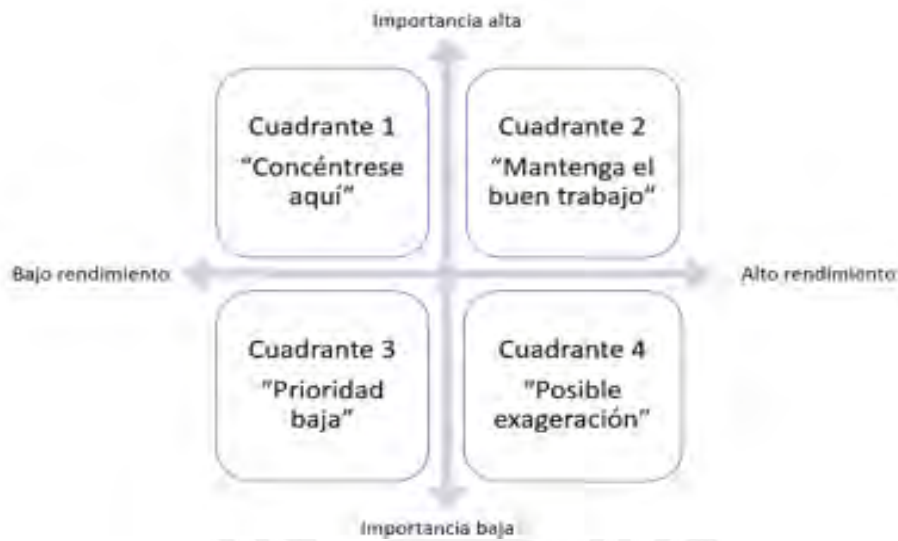 Importancia alta
Cuadrante 1
“Concéntrese
aquí”
Cuadrante 2
“Mantenga el
buen trabajo”
Bajo rendimiento
Alto rendimiento
Cuadrante 3
“Prioridad
baja”
Cuadrante 4
“Posible
exageración”
Importancia baja